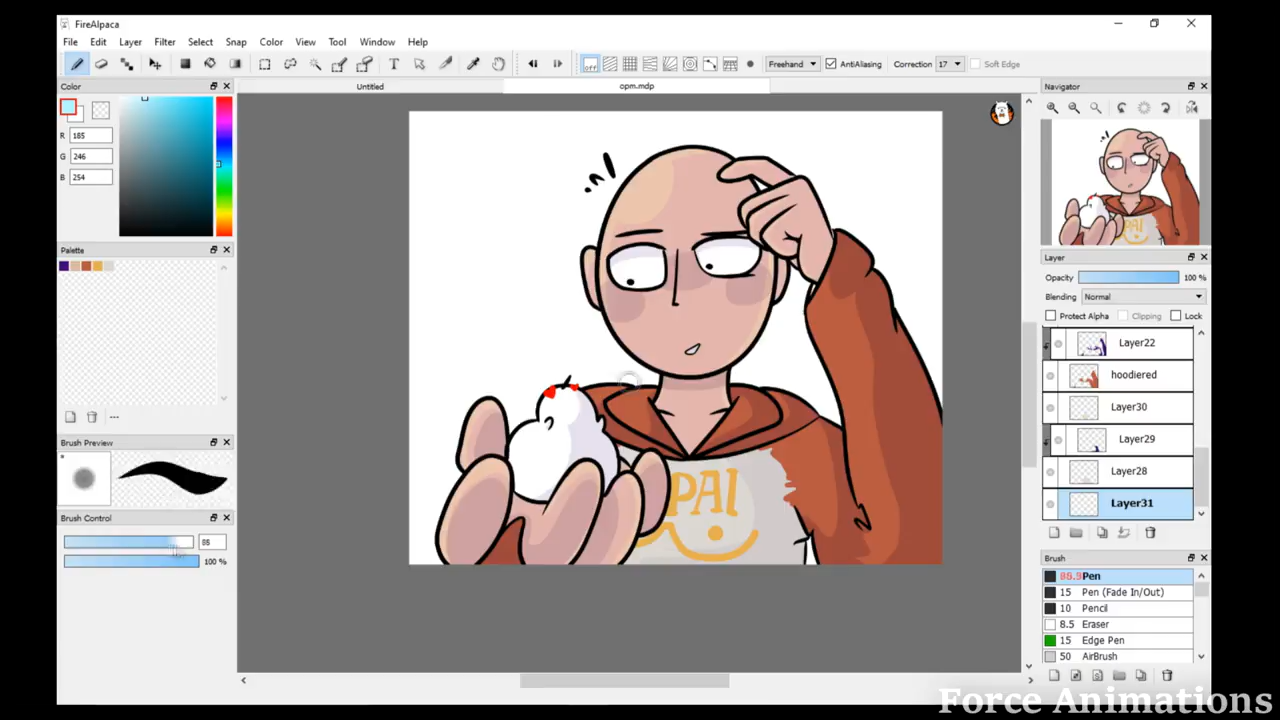 FireAlpaca
File Edit Layer Filter Select Snap Color View Tool Window Help
off Freehand AntiAliasing Correction 17 Soft Edge
Color
Untitled
opm.mdp
Navigator
R 185
G 246
B 254
Palette
Layer
Opacity 100 %
Blending Normal
Protect Alpha Clipping Lock
Layer22
hoodiered
Layer30
Layer29
Layer28
Layer31
Brush Preview
Brush Control
85
100 %
PAI
Brush
Pen
15 Pen (Fade In/Out)
10 Pencil
8.5 Eraser
15 Edge Pen
50 AirBrush
Force Animations